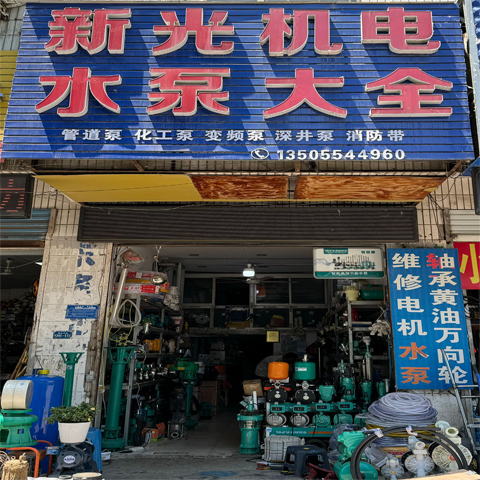 新光机电
水泵大全
管道泵 化工泵 变频泵 深井泵 消防带
13505544960
维修电机水泵
轴承黄油万向轮